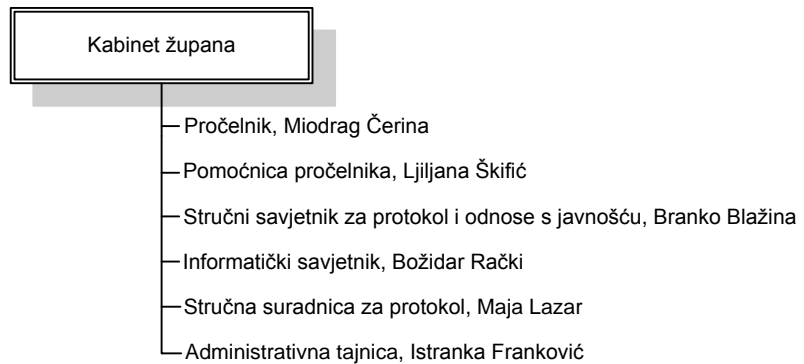 Kabinet župana
Pročelnik, Miodrag Čerina
Pomoćnica pročelnika, Ljiljana Škifić
Stručni savjetnik za protokol i odnose s javnošću, Branko Blažina
Informatički savjetnik, Božidar Rački
Stručna suradnica za protokol, Maja Lazar
Administrativna tajnica, Istranka Franković